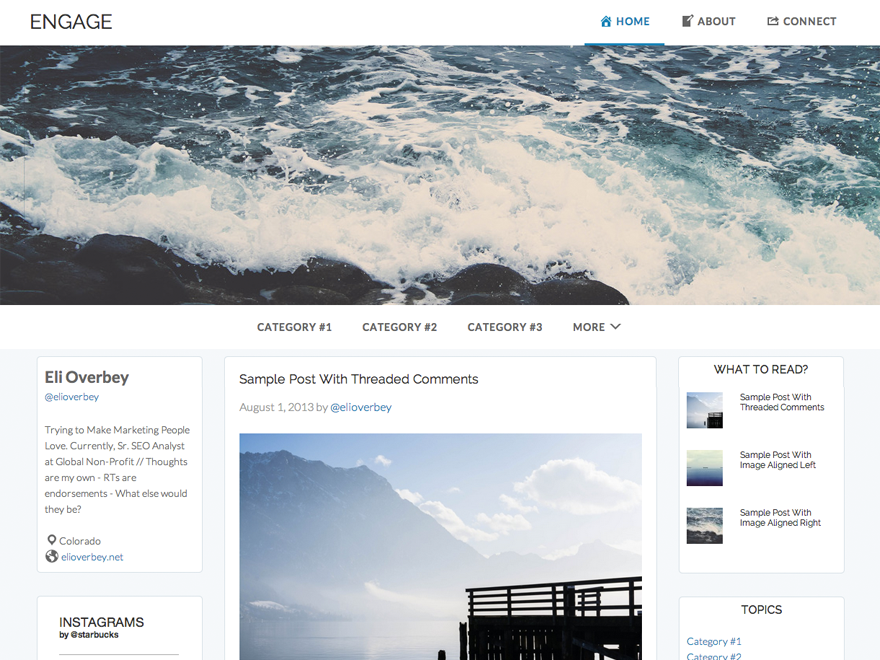 ENGAGE
HOME
ABOUT
CONNECT
CATEGORY #1
CATEGORY #2
CATEGORY #3
MORE
Eli Overbey
@elioverbey
Trying to Make Marketing People
Love. Currently, Sr. SEO Analyst
at Global Non-Profit // Thoughts
are my own - RTs are
endorsements - What else would
they be?
Colorado
elioverbey.net
INSTAGRAMS
by @starbucks
Sample Post With Threaded Comments
August 1, 2013 by @elioverbey
WHAT TO READ?
Sample Post With
Threaded Comments
Sample Post With
Image Aligned Left
Sample Post With
Image Aligned Right
TOPICS
Category #1
Category #2